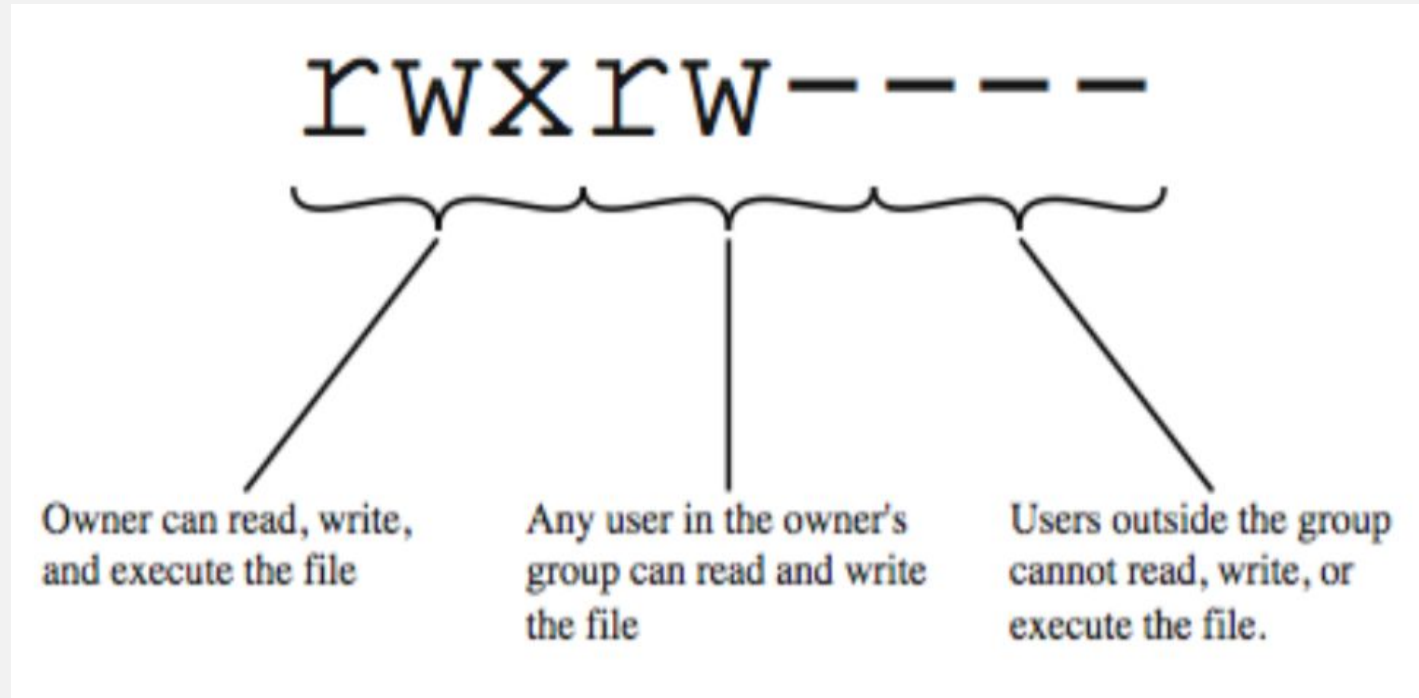 rwxrw----
Owner can read, write,
and execute the file
Any user in the owner's
group can read and write
the file
Users outside the group
cannot read, write, or
execute the file.